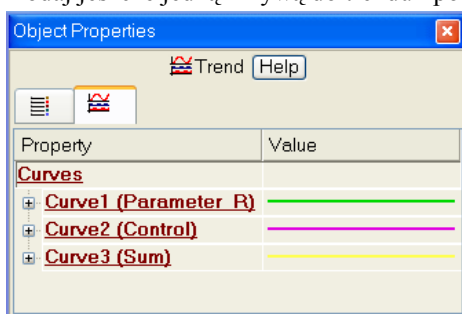 Object Properties
Trend Help
Property Value
Curves
Curve1 (Parameter_R)
Curve2 (Control)
Curve3 (Sum)